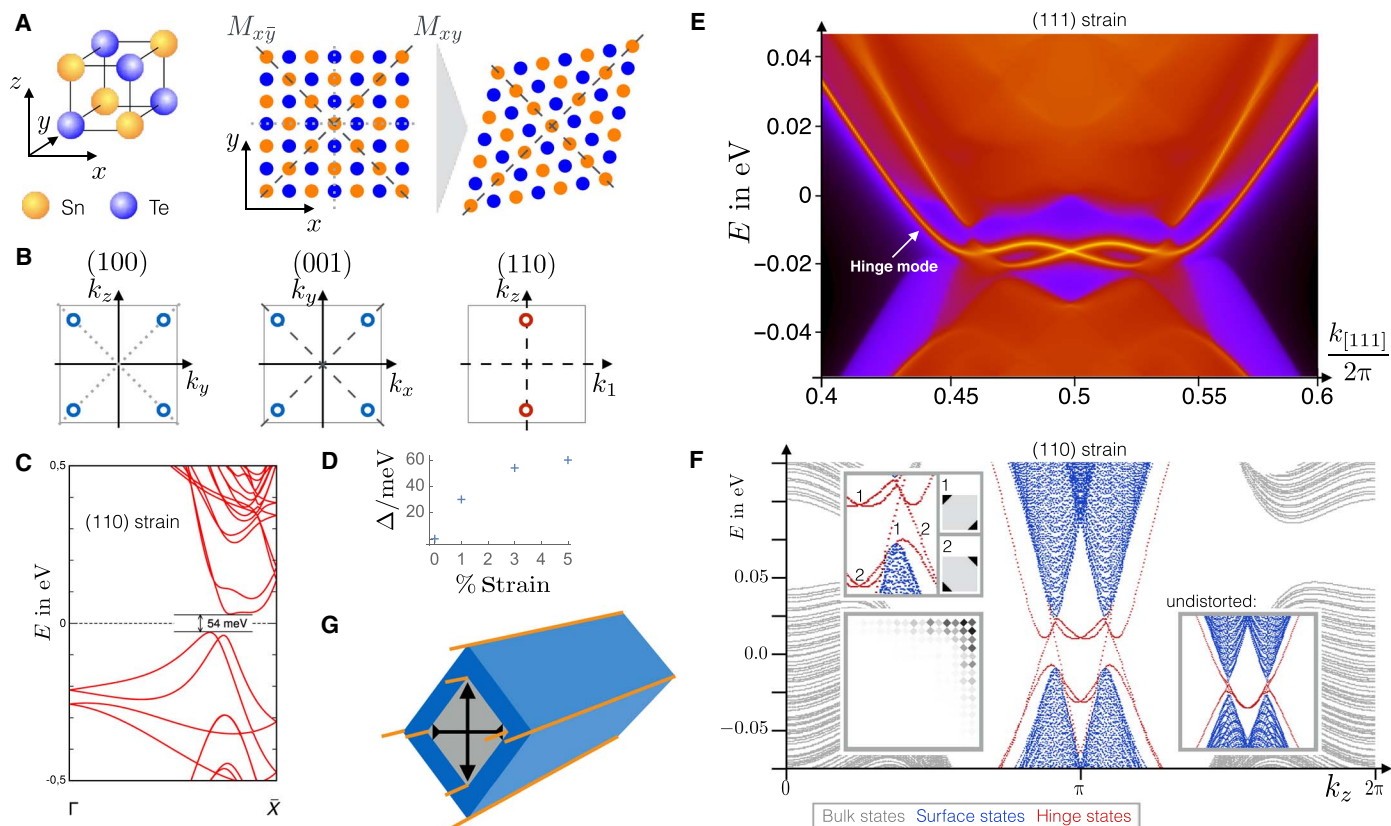 A
z
y
x
Sn
Te
M_{x\bar{y}}
M_{xy}
y
x
B
(100)
k_z
k_y
(001)
k_y
k_x
(110)
k_z
k_1
C
0,5
(110) strain
E in eV
0
54 meV
-0,5
Γ
\bar{X}
D
Δ/meV
60
40
20
0
1
2
3
4
5
% Strain
G
E
(111) strain
E in eV
0.04
0.02
0
−0.02
−0.04
Hinge mode
k_{[111]}
2π
0.4
0.45
0.5
0.55
0.6
F
(110) strain
E in eV
0.05
0.0
−0.05
1
1
2
2
1
2
undistorted:
0
π
k_z
2π
Bulk states Surface states Hinge states